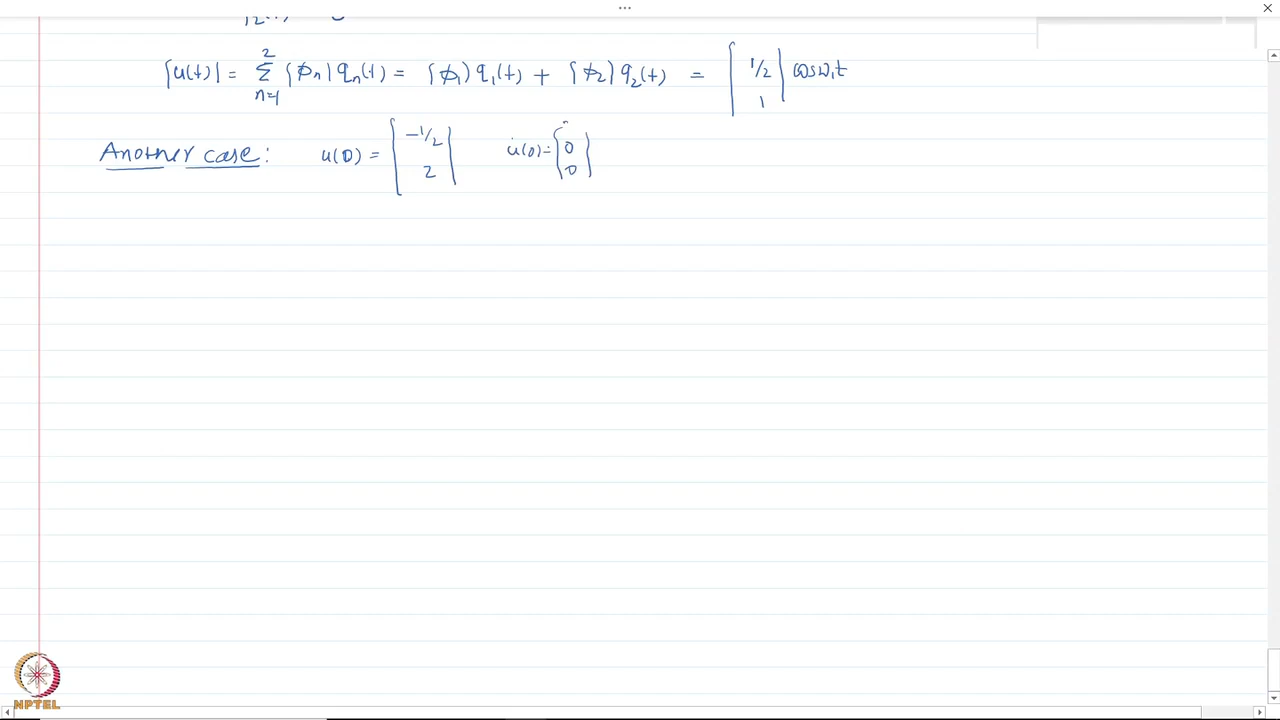 {u(t)} = Σ_{n=1}^{2} {φn} qn(t) = {φ1} q1(t) + {φ2} q2(t) = {1/2 1} cos ω1t
Another case: u(0) = {-1/2 2} u̇(0) = {0 0}
NPTEL